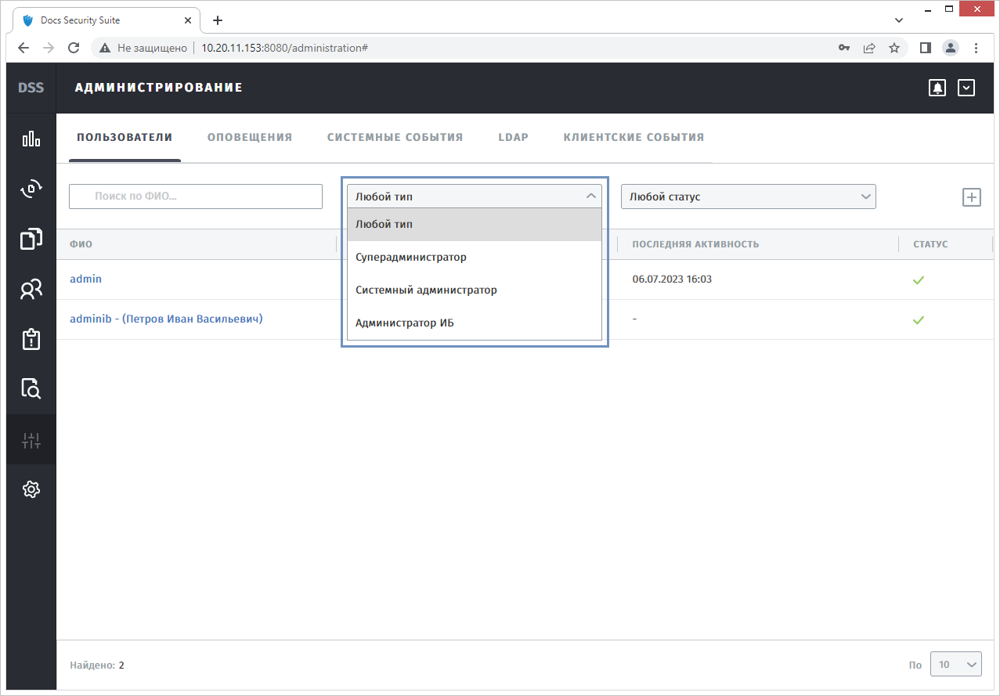 Docs Security Suite
Не защищено 10.20.11.153:8080/administration#
DSS АДМИНИСТРИРОВАНИЕ
ПОЛЬЗОВАТЕЛИ ОПОВЕЩЕНИЯ СИСТЕМНЫЕ СОБЫТИЯ LDAP КЛИЕНТСКИЕ СОБЫТИЯ
Поиск по ФИО... Любой тип Любой статус
Любой тип
Суперадминистратор
Системный администратор
Администратор ИБ
ФИО ПОСЛЕДНЯЯ АКТИВНОСТЬ СТАТУС
admin 06.07.2023 16:03
adminib - (Петров Иван Васильевич) -
Найдено: 2 По 10